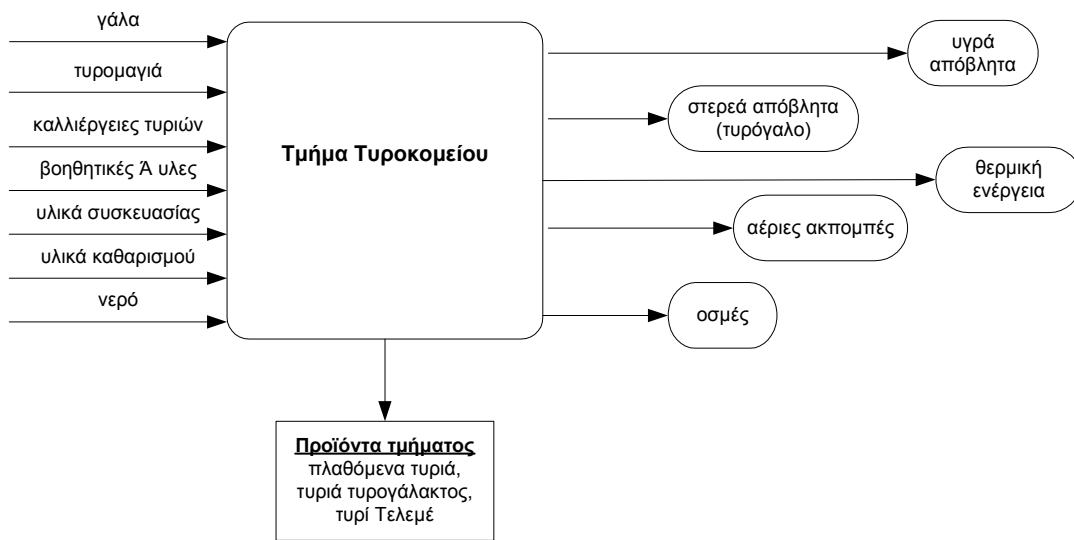 γάλα
τυρομαγιά
καλλιέργειες τυριών
βοηθητικές Ά υλες
υλικά συσκευασίας
υλικά καθαρισμού
νερό
Τμήμα Τυροκομείου
υγρά
απόβλητα
στερεά απόβλητα
(τυρόγαλο)
θερμική
ενέργεια
αέριες ακπομπές
οσμές
Προϊόντα τμήματος
πλαθόμενα τυριά,
τυριά τυρογάλακτος,
τυρί Τελεμέ